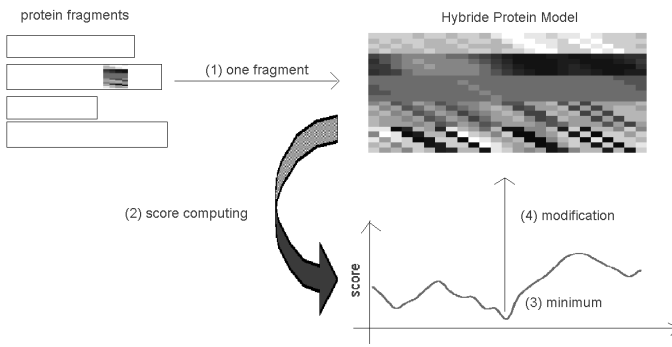 protein fragments
Hybride Protein Model
(1) one fragment
(2) score computing
(4) modification
score
(3) minimum